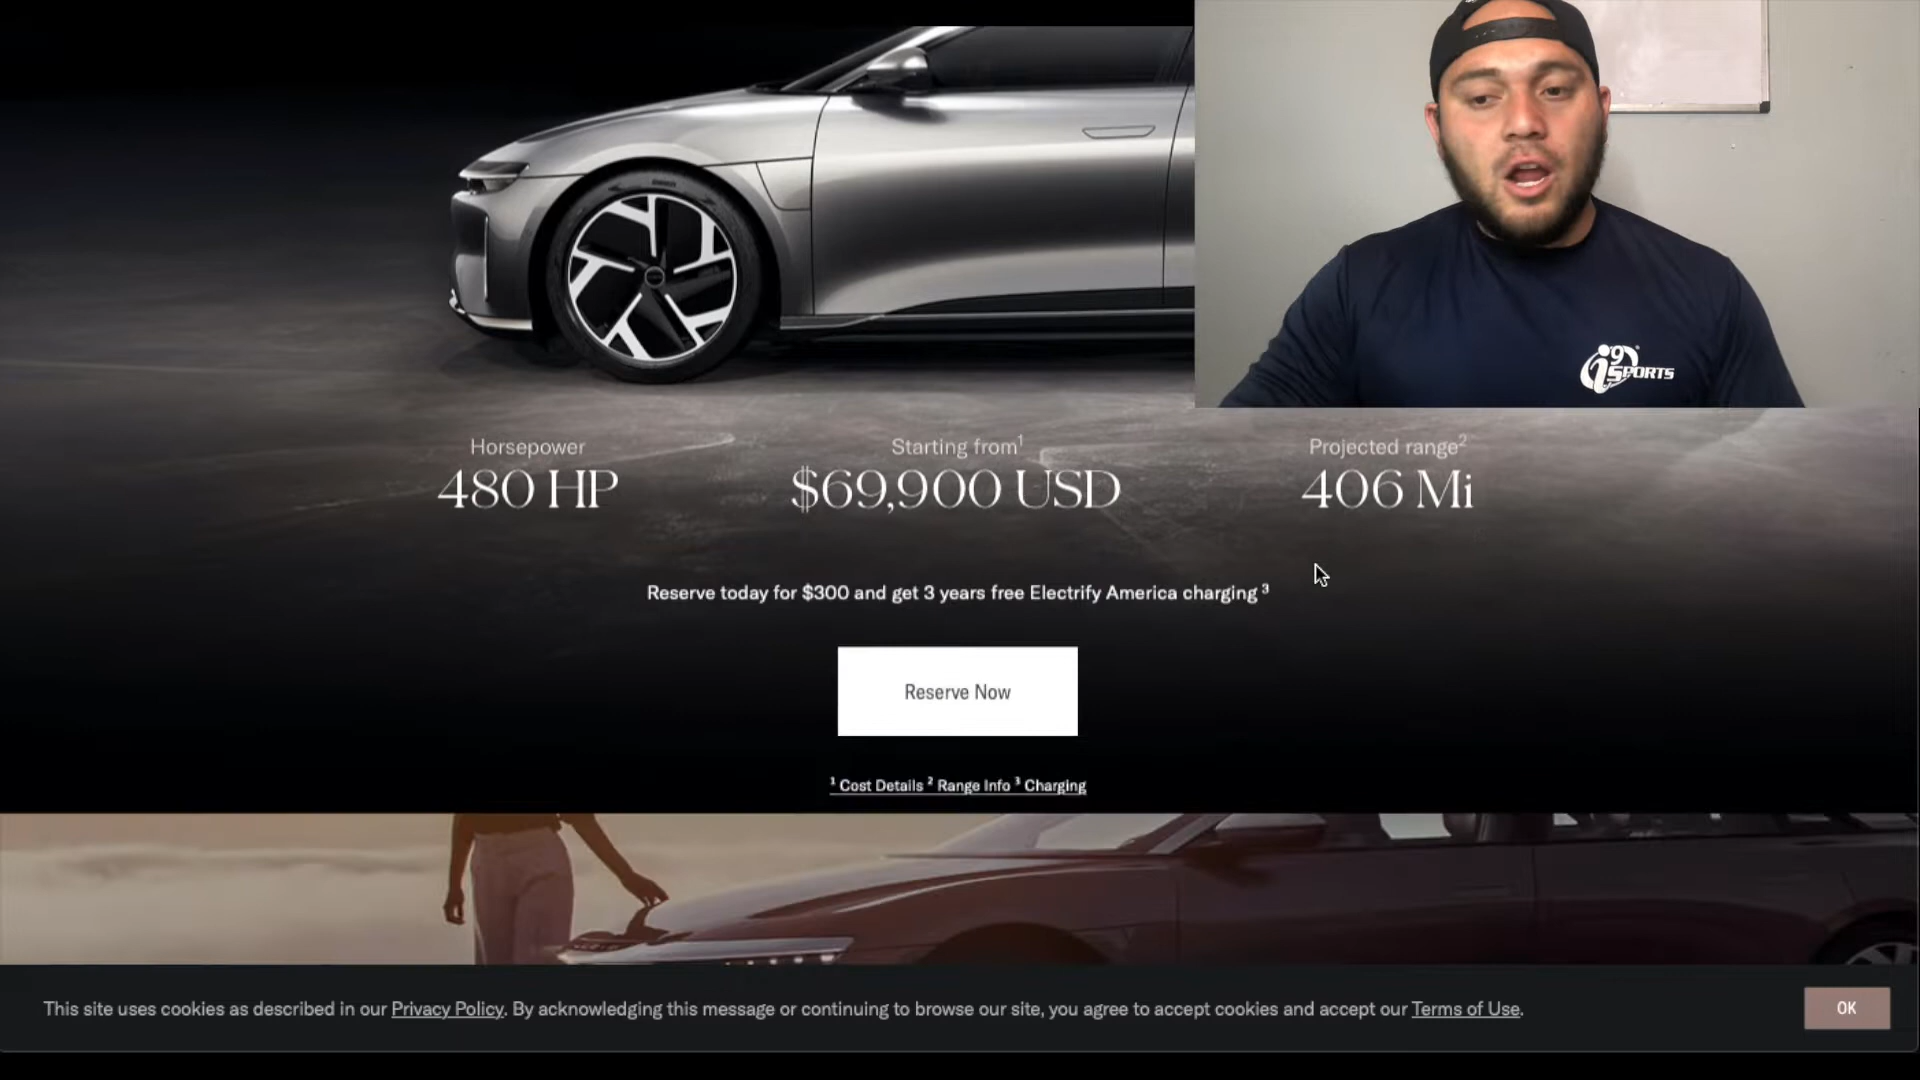 i9 SPORTS
Horsepower
480 HP
Starting from¹
$69,900 USD
Projected range²
406 Mi
Reserve today for $300 and get 3 years free Electrify America charging ³
Reserve Now
¹ Cost Details ² Range Info ³ Charging
This site uses cookies as described in our Privacy Policy. By acknowledging this message or continuing to browse our site, you agree to accept cookies and accept our Terms of Use.
OK